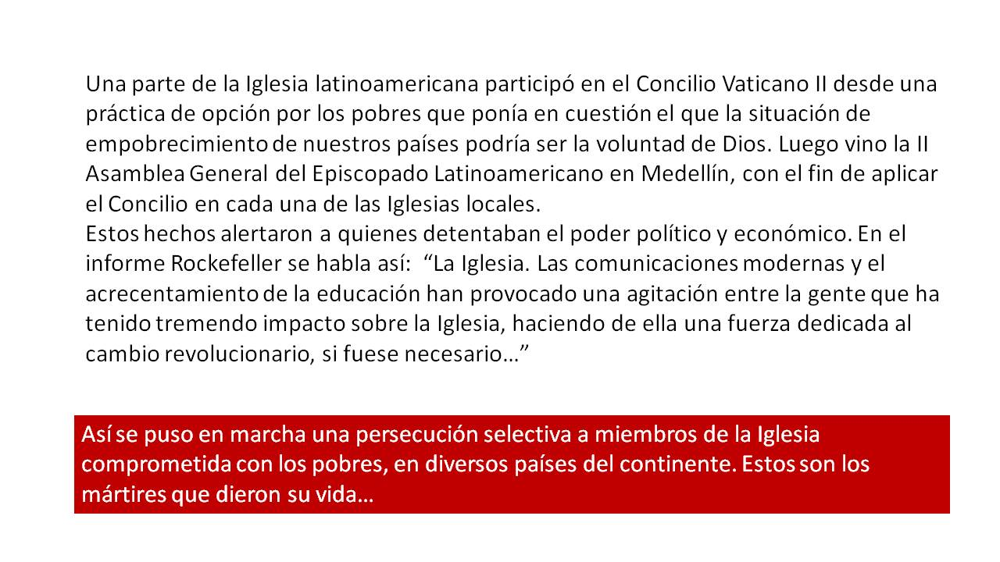 Una parte de la Iglesia latinoamericana participó en el Concilio Vaticano II desde una
práctica de opción por los pobres que ponía en cuestión el que la situación de
empobrecimiento de nuestros países podría ser la voluntad de Dios. Luego vino la II
Asamblea General del Episcopado Latinoamericano en Medellín, con el fin de aplicar
el Concilio en cada una de las Iglesias locales.
Estos hechos alertaron a quienes detentaban el poder político y económico. En el
informe Rockefeller se habla así:  “La Iglesia. Las comunicaciones modernas y el
acrecentamiento de la educación han provocado una agitación entre la gente que ha
tenido tremendo impacto sobre la Iglesia, haciendo de ella una fuerza dedicada al
cambio revolucionario, si fuese necesario…”
Así se puso en marcha una persecución selectiva a miembros de la Iglesia
comprometida con los pobres, en diversos países del continente. Estos son los
mártires que dieron su vida…